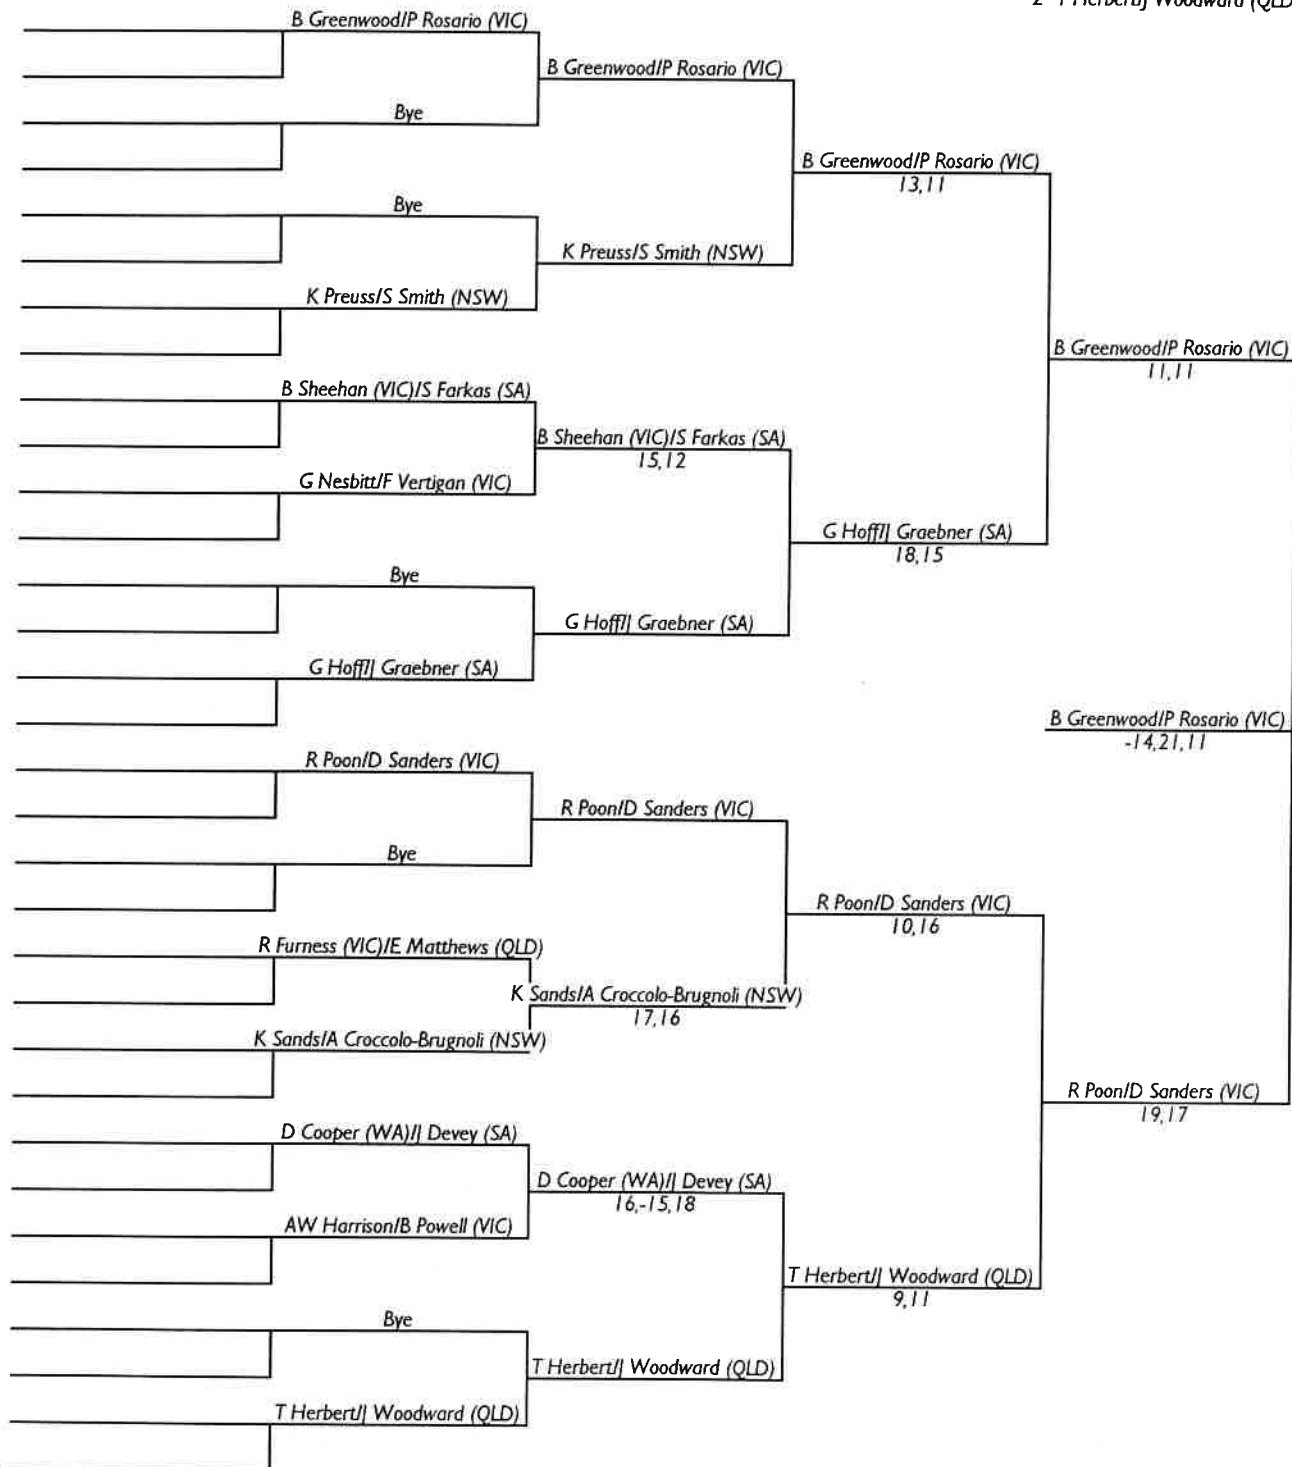 2 T Herbert/J Woodward (QLD
B Greenwood/P Rosario (VIC)
B Greenwood/P Rosario (VIC)
Bye
B Greenwood/P Rosario (VIC)
13,11
Bye
K Preuss/S Smith (NSW)
K Preuss/S Smith (NSW)
B Greenwood/P Rosario (VIC)
11,11
B Sheehan (VIC)/S Farkas (SA)
B Sheehan (VIC)/S Farkas (SA)
15,12
G Nesbitt/F Vertigan (VIC)
G Hoff/J Graebner (SA)
18,15
Bye
G Hoff/J Graebner (SA)
G Hoff/J Graebner (SA)
B Greenwood/P Rosario (VIC)
-14,21,11
R Poon/D Sanders (VIC)
R Poon/D Sanders (VIC)
Bye
R Poon/D Sanders (VIC)
10,16
R Furness (VIC)/E Matthews (QLD)
K Sands/A Croccolo-Brugnoli (NSW)
17,16
K Sands/A Croccolo-Brugnoli (NSW)
R Poon/D Sanders (VIC)
19,17
D Cooper (WA)/J Devey (SA)
D Cooper (WA)/J Devey (SA)
16,-15,18
AW Harrison/B Powell (VIC)
T Herbert/J Woodward (QLD)
9,11
Bye
T Herbert/J Woodward (QLD)
T Herbert/J Woodward (QLD)